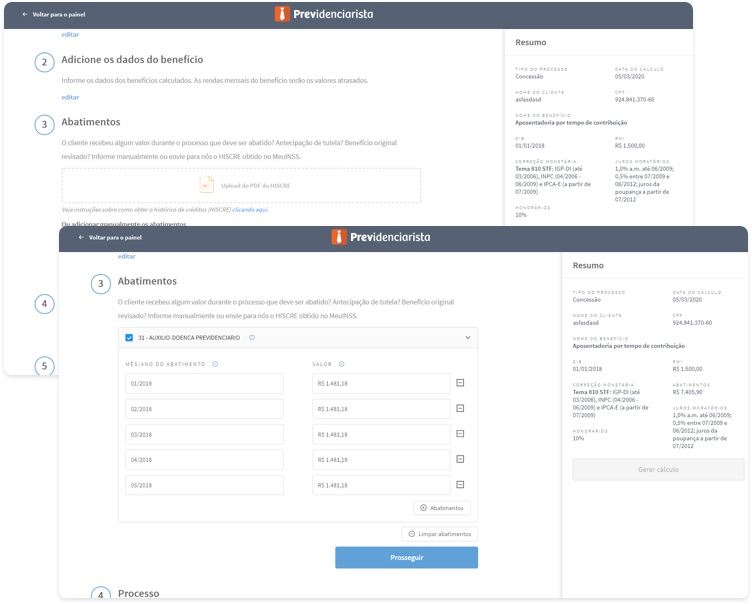 ← Voltar para o painel
Previdenciarista
editar
2
Adicione os dados do benefício
Informe os dados dos benefícios calculados. As rendas mensais do benefício serão os valores atrasados.
editar
3
Abatimentos
O cliente recebeu algum valor durante o processo que deve ser abatido? Antecipação de tutela? Benefício original
revisado? Informe manualmente ou envie para nós o HISCRE obtido no MeuINSS.
Upload do PDF do HISCRE
Veja instruções sobre como obter o histórico de créditos (HISCRE) clicando aqui.
Ou adicionar manualmente os abatimentos
4
5
Resumo
TIPO DO PROCESSO
Concessão
DATA DO CÁLCULO
05/03/2020
NOME DO CLIENTE
asfasdasd
CPF
924.841.370-60
NOME DO BENEFÍCIO
Aposentadoria por tempo de contribuição
DIB
01/01/2018
RMI
R$ 1.500,00
CORREÇÃO MONETÁRIA
Tema 810 STF: IGP-DI (até
03/2006), INPC (04/2006 -
06/2009) e IPCA-E (a partir de
07/2009)
JUROS MORATÓRIOS
1,0% a.m. até 06/2009;
0,5% entre 07/2009 e
06/2012; juros da
poupança a partir de
07/2012
HONORÁRIOS
10%
← Voltar para o painel
Previdenciarista
editar
3
Abatimentos
O cliente recebeu algum valor durante o processo que deve ser abatido? Antecipação de tutela? Benefício original
revisado? Informe manualmente ou envie para nós o HISCRE obtido no MeuINSS.
31 - AUXILIO-DOENCA PREVIDENCIARIO
MÊS/ANO DO ABATIMENTO
VALOR
01/2018
R$ 1.481,18
02/2018
R$ 1.481,18
03/2018
R$ 1.481,18
04/2018
R$ 1.481,18
05/2018
R$ 1.481,18
Abatimentos
Limpar abatimentos
Prosseguir
4
Processo
Resumo
TIPO DO PROCESSO
Concessão
DATA DO CÁLCULO
05/03/2020
NOME DO CLIENTE
asfasdasd
CPF
924.841.370-60
NOME DO BENEFÍCIO
Aposentadoria por tempo de contribuição
DIB
01/01/2018
RMI
R$ 1.500,00
CORREÇÃO MONETÁRIA
Tema 810 STF: IGP-DI (até
03/2006), INPC (04/2006 -
06/2009) e IPCA-E (a partir de
07/2009)
ABATIMENTOS
R$ 7.405,90
JUROS MORATÓRIOS
1,0% a.m. até 06/2009;
0,5% entre 07/2009 e
06/2012; juros da
poupança a partir de
07/2012
HONORÁRIOS
10%
Gerar cálculo